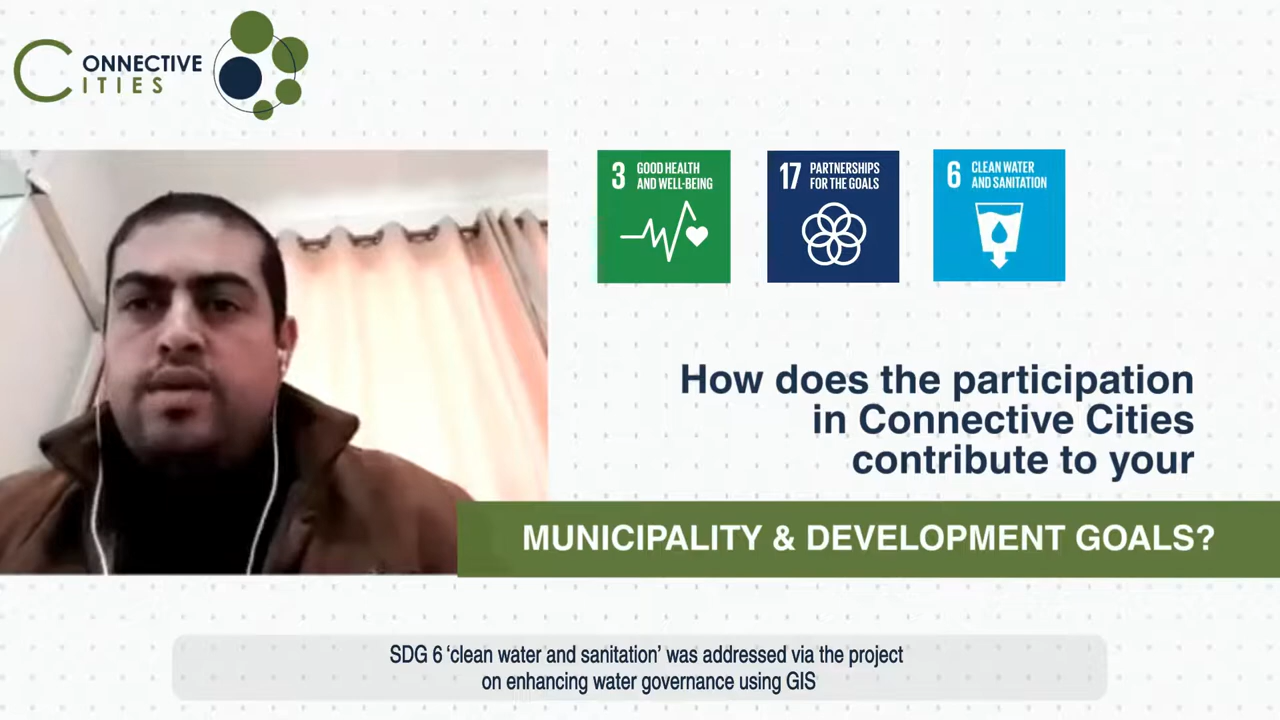 CONNECTIVE
CITIES
3 GOOD HEALTH
AND WELL-BEING
17 PARTNERSHIPS
FOR THE GOALS
6 CLEAN WATER
AND SANITATION
How does the participation
in Connective Cities
contribute to your
MUNICIPALITY & DEVELOPMENT GOALS?
SDG 6 ‘clean water and sanitation’ was addressed via the project
on enhancing water governance using GIS